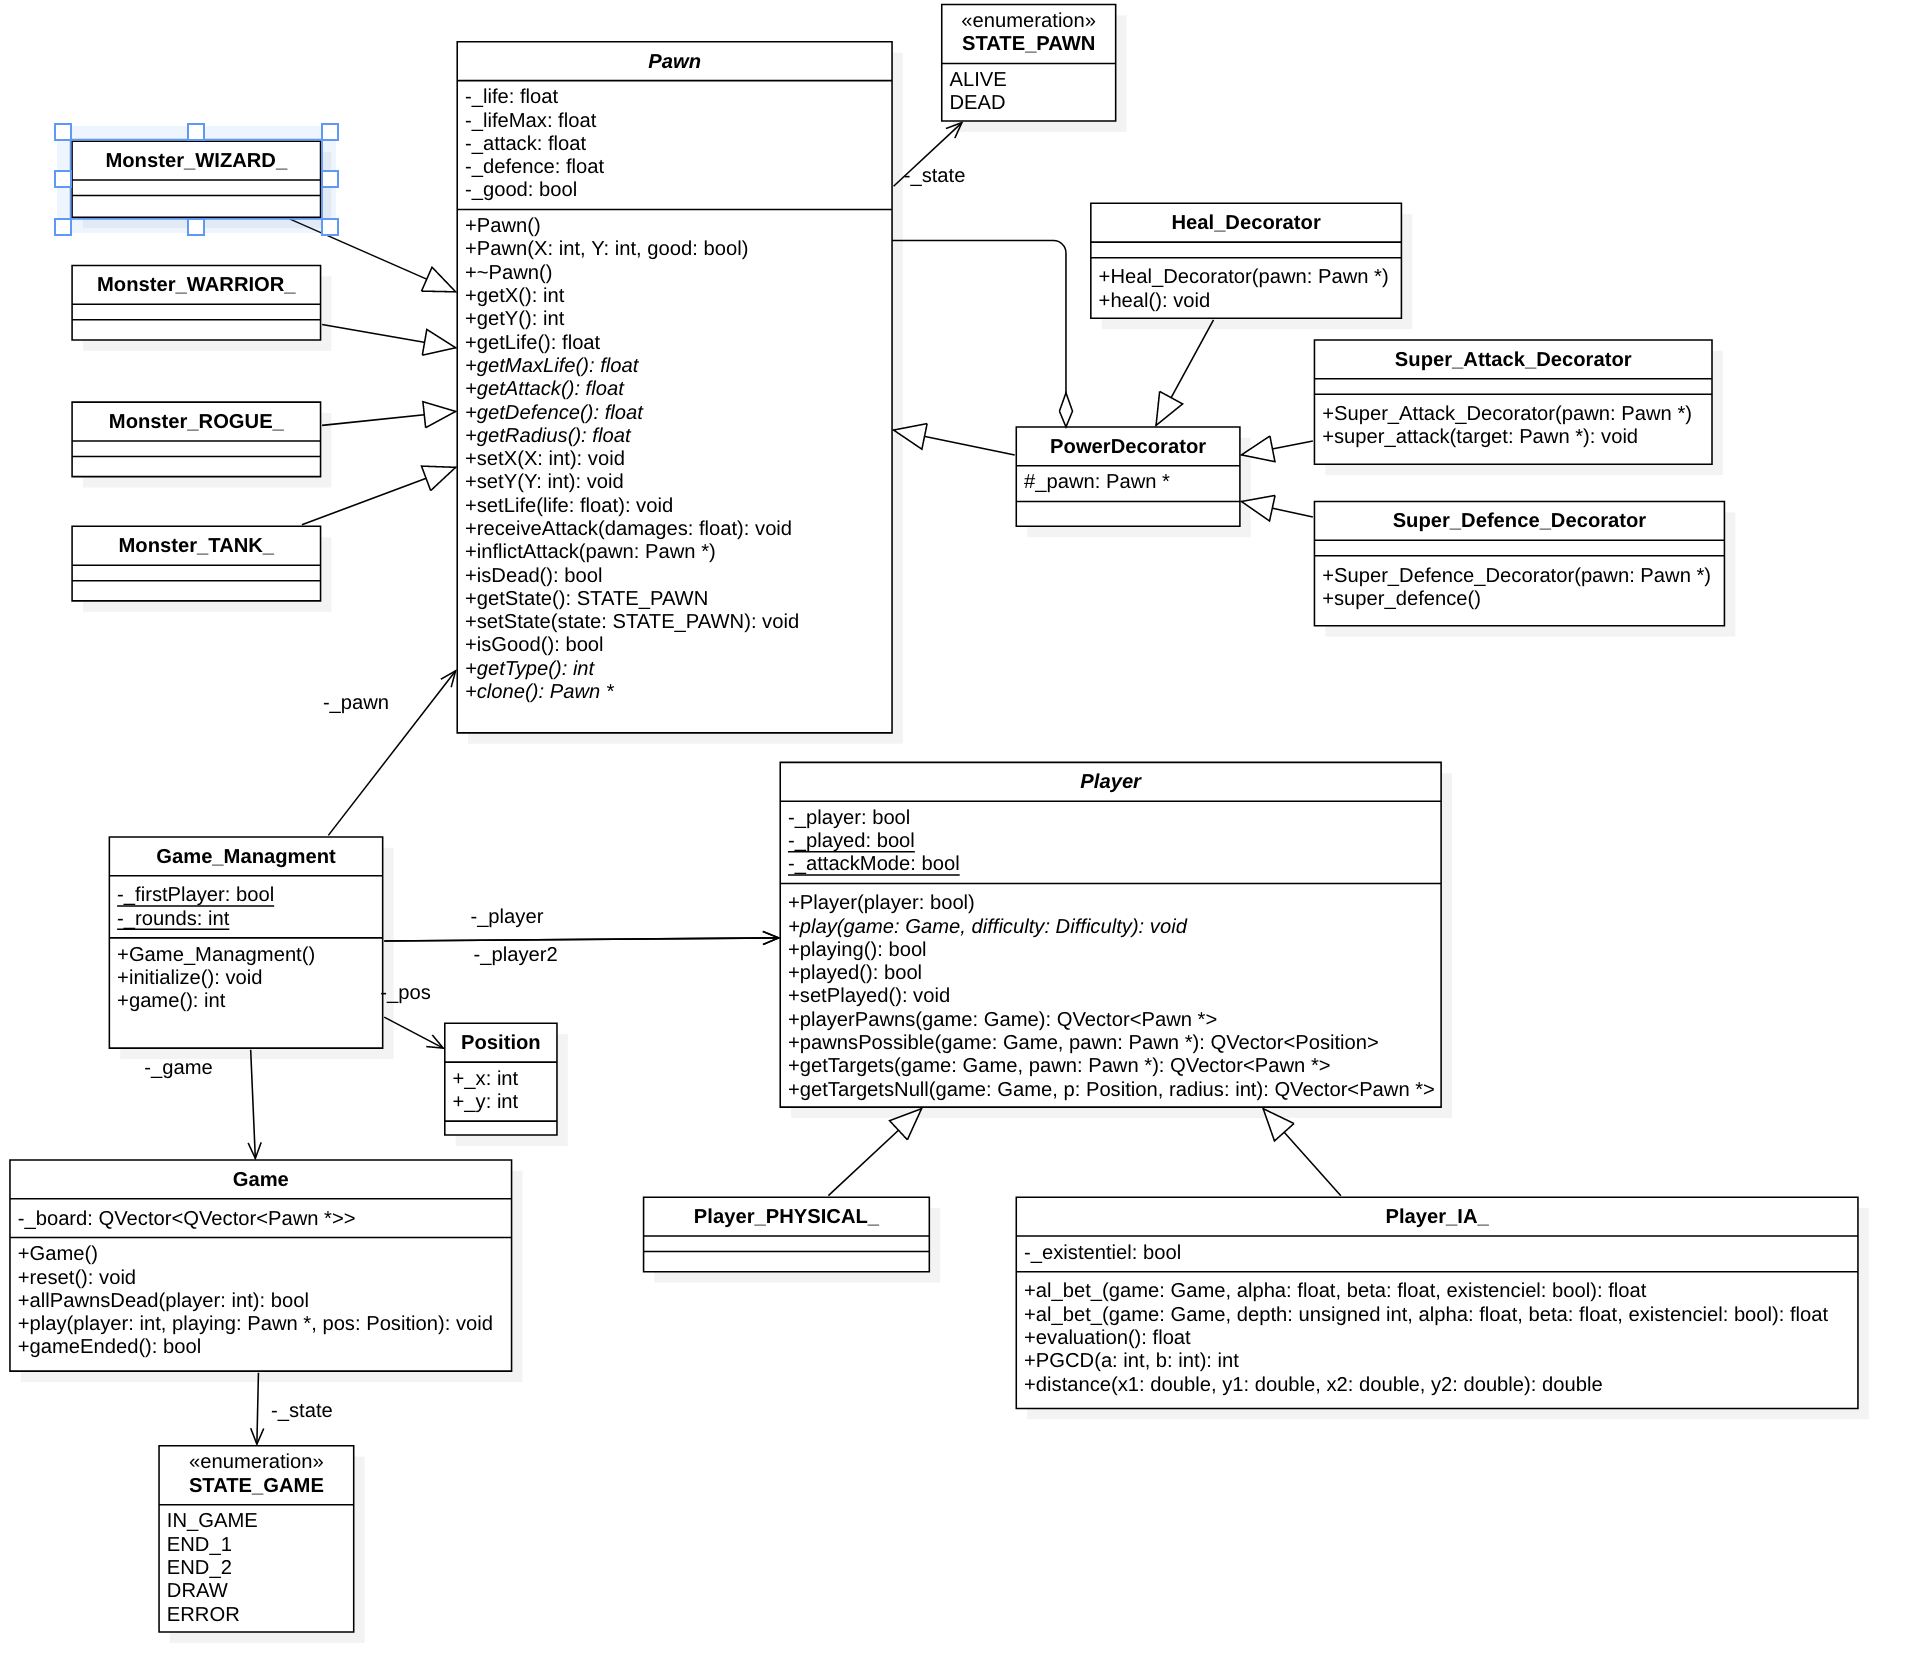 «enumeration»
STATE_PAWN
ALIVE
DEAD
Pawn
-_life: float
-_lifeMax: float
-_attack: float
-_defence: float
-_good: bool
+Pawn()
+Pawn(X: int, Y: int, good: bool)
+~Pawn()
+getX(): int
+getY(): int
+getLife(): float
+getMaxLife(): float
+getAttack(): float
+getDefence(): float
+getRadius(): float
+setX(X: int): void
+setY(Y: int): void
+setLife(life: float): void
+receiveAttack(damages: float): void
+inflictAttack(pawn: Pawn *)
+isDead(): bool
+getState(): STATE_PAWN
+setState(state: STATE_PAWN): void
+isGood(): bool
+getType(): int
+clone(): Pawn *
-_state
Monster_WIZARD_
Monster_WARRIOR_
Monster_ROGUE_
Monster_TANK_
Heal_Decorator
+Heal_Decorator(pawn: Pawn *)
+heal(): void
Super_Attack_Decorator
+Super_Attack_Decorator(pawn: Pawn *)
+super_attack(target: Pawn *): void
PowerDecorator
#_pawn: Pawn *
Super_Defence_Decorator
+Super_Defence_Decorator(pawn: Pawn *)
+super_defence()
-_pawn
Game_Managment
-_firstPlayer: bool
-_rounds: int
+Game_Managment()
+initialize(): void
+game(): int
-_player
-_player2
-_pos
-_game
Player
-_player: bool
-_played: bool
-_attackMode: bool
+Player(player: bool)
+play(game: Game, difficulty: Difficulty): void
+playing(): bool
+played(): bool
+setPlayed(): void
+playerPawns(game: Game): QVector<Pawn *>
+pawnsPossible(game: Game, pawn: Pawn *): QVector<Position>
+getTargets(game: Game, pawn: Pawn *): QVector<Pawn *>
+getTargetsNull(game: Game, p: Position, radius: int): QVector<Pawn *>
Position
+_x: int
+_y: int
Game
-_board: QVector<QVector<Pawn *>>
+Game()
+reset(): void
+allPawnsDead(player: int): bool
+play(player: int, playing: Pawn *, pos: Position): void
+gameEnded(): bool
Player_PHYSICAL_
Player_IA_
-_existentiel: bool
+al_bet_(game: Game, alpha: float, beta: float, existenciel: bool): float
+al_bet_(game: Game, depth: unsigned int, alpha: float, beta: float, existenciel: bool): float
+evaluation(): float
+PGCD(a: int, b: int): int
+distance(x1: double, y1: double, x2: double, y2: double): double
-_state
«enumeration»
STATE_GAME
IN_GAME
END_1
END_2
DRAW
ERROR